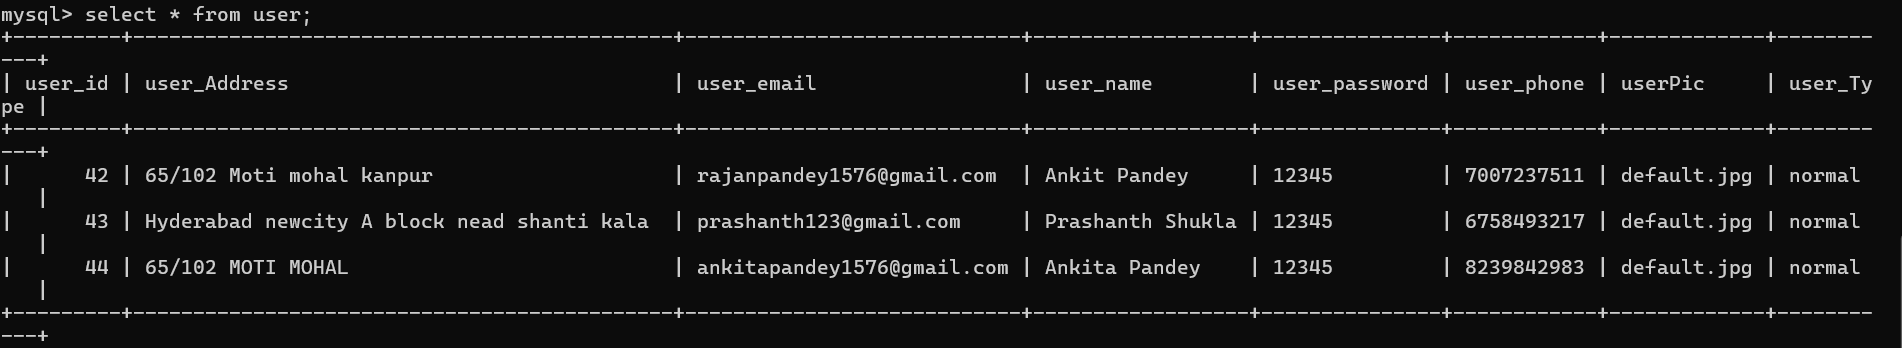 mysql> select * from user;
+---------+---------------------------------------------+----------------------------+------------------+---------------+------------+-------------+--------
---+
| user_id | user_Address                                | user_email                 | user_name        | user_password | user_phone | userPic     | user_Ty
pe |
+---------+---------------------------------------------+----------------------------+------------------+---------------+------------+-------------+--------
---+
|      42 | 65/102 Moti mohal kanpur                    | rajanpandey1576@gmail.com  | Ankit Pandey     | 12345         | 7007237511 | default.jpg | normal
   |
|      43 | Hyderabad newcity A block nead shanti kala  | prashanth123@gmail.com     | Prashanth Shukla | 12345         | 6758493217 | default.jpg | normal
   |
|      44 | 65/102 MOTI MOHAL                           | ankitapandey1576@gmail.com | Ankita Pandey    | 12345         | 8239842983 | default.jpg | normal
   |
+---------+---------------------------------------------+----------------------------+------------------+---------------+------------+-------------+--------
---+